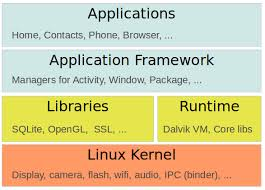 Applications
Home, Contacts, Phone, Browser, ...
Application Framework
Managers for Activity, Window, Package, ...
Libraries
SQLite, OpenGL, SSL, ...
Runtime
Dalvik VM, Core libs
Linux Kernel
Display, camera, flash, wifi, audio, IPC (binder), ...